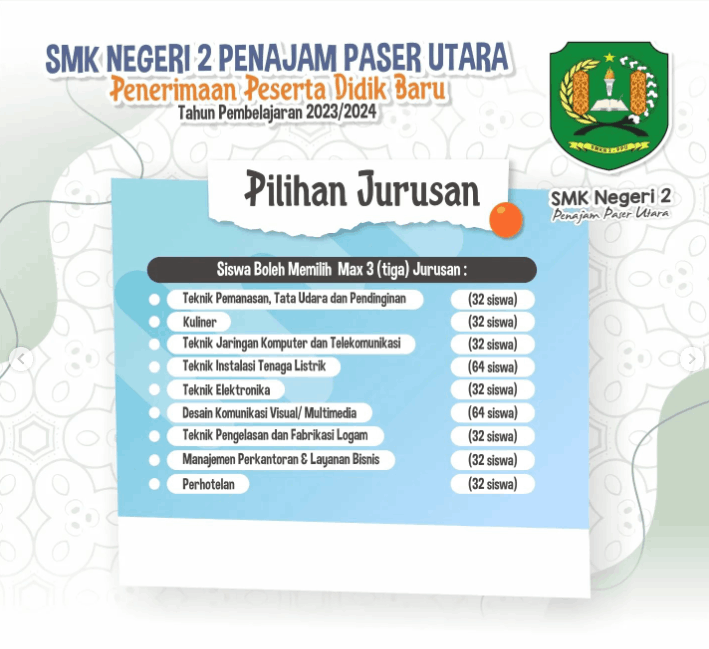 SMK NEGERI 2 PENAJAM PASER UTARA
Penerimaan Peserta Didik Baru
Tahun Pembelajaran 2023/2024
SMK Negeri 2
Penajam Paser Utara
Pilihan Jurusan
Siswa Boleh Memilih Max 3 (tiga) Jurusan :
Teknik Pemanasan, Tata Udara dan Pendinginan (32 siswa)
Kuliner (32 siswa)
Teknik Jaringan Komputer dan Telekomunikasi (32 siswa)
Teknik Instalasi Tenaga Listrik (64 siswa)
Teknik Elektronika (32 siswa)
Desain Komunikasi Visual/ Multimedia (64 siswa)
Teknik Pengelasan dan Fabrikasi Logam (32 siswa)
Manajemen Perkantoran & Layanan Bisnis (32 siswa)
Perhotelan (32 siswa)